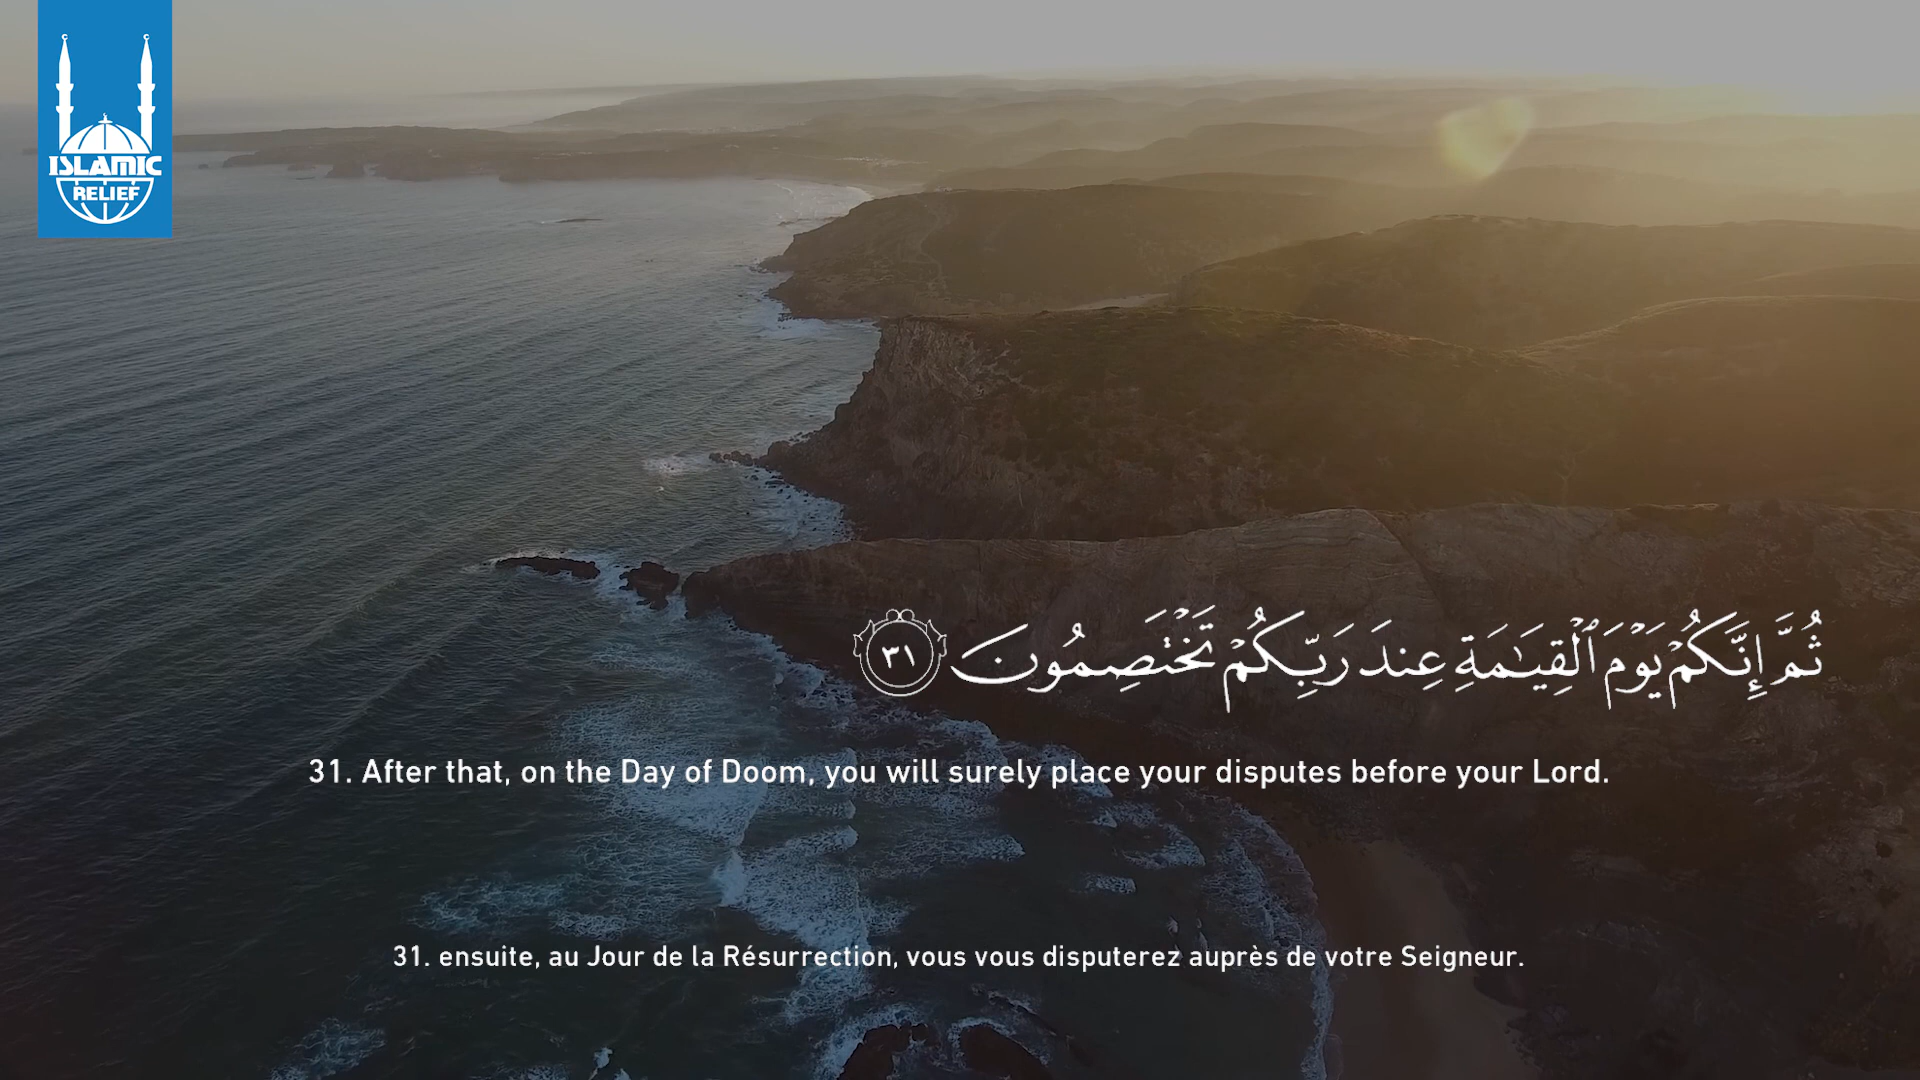 ISLAMIC
RELIEF
ثُمَّ إِنَّكُمْ يَوْمَ ٱلْقِيَـٰمَةِ عِندَ رَبِّكُمْ تَخْتَصِمُونَ ٣١
31. After that, on the Day of Doom, you will surely place your disputes before your Lord.
31. ensuite, au Jour de la Résurrection, vous vous disputerez auprès de votre Seigneur.